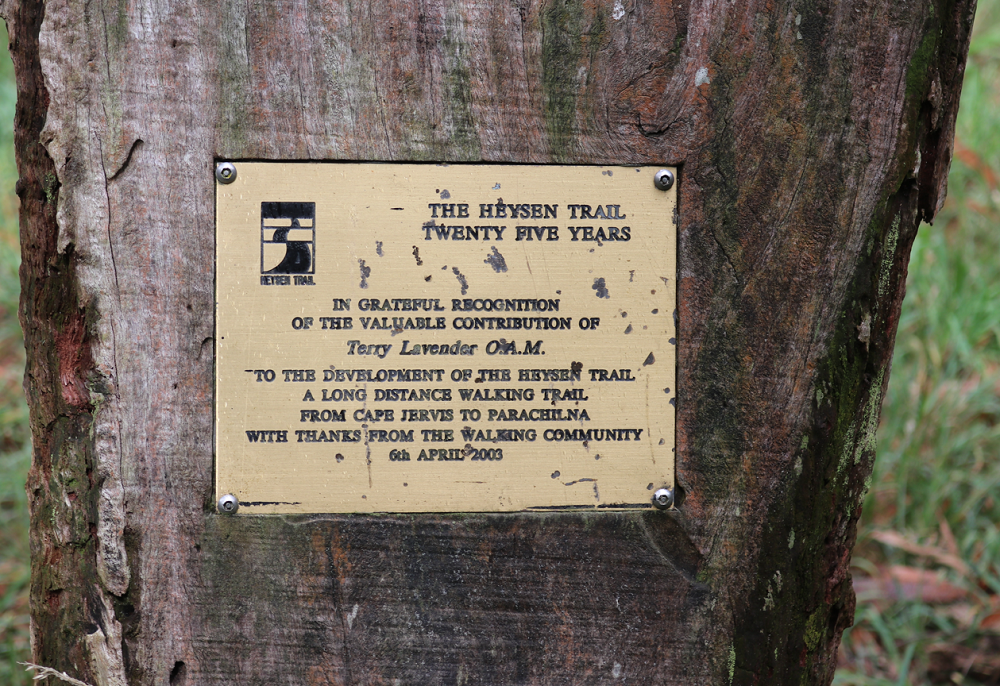 THE HEYSEN TRAIL
TWENTY FIVE YEARS
HEYSEN TRAIL
IN GRATEFUL RECOGNITION
OF THE VALUABLE CONTRIBUTION OF
Terry Lavender O.A.M.
TO THE DEVELOPMENT OF THE HEYSEN TRAIL
A LONG DISTANCE WALKING TRAIL
FROM CAPE JERVIS TO PARACHILNA
WITH THANKS FROM THE WALKING COMMUNITY
6th APRIL 2003